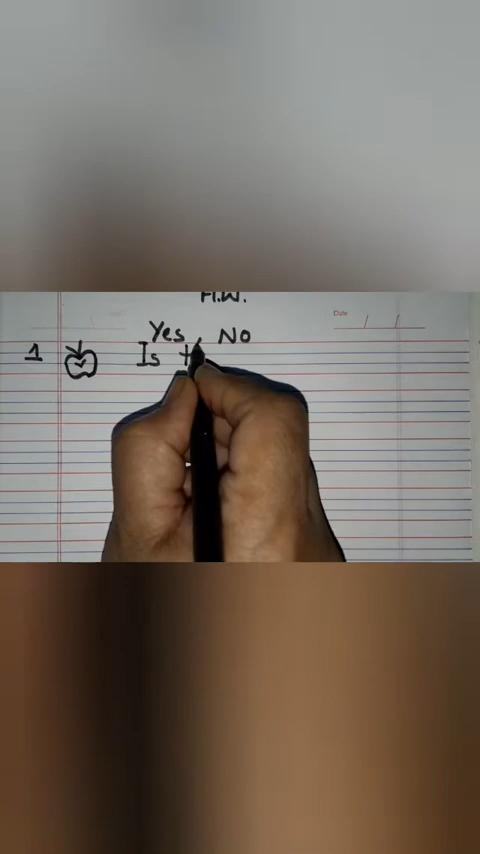 H.W.
Date / /
Yes, No
1 Is t